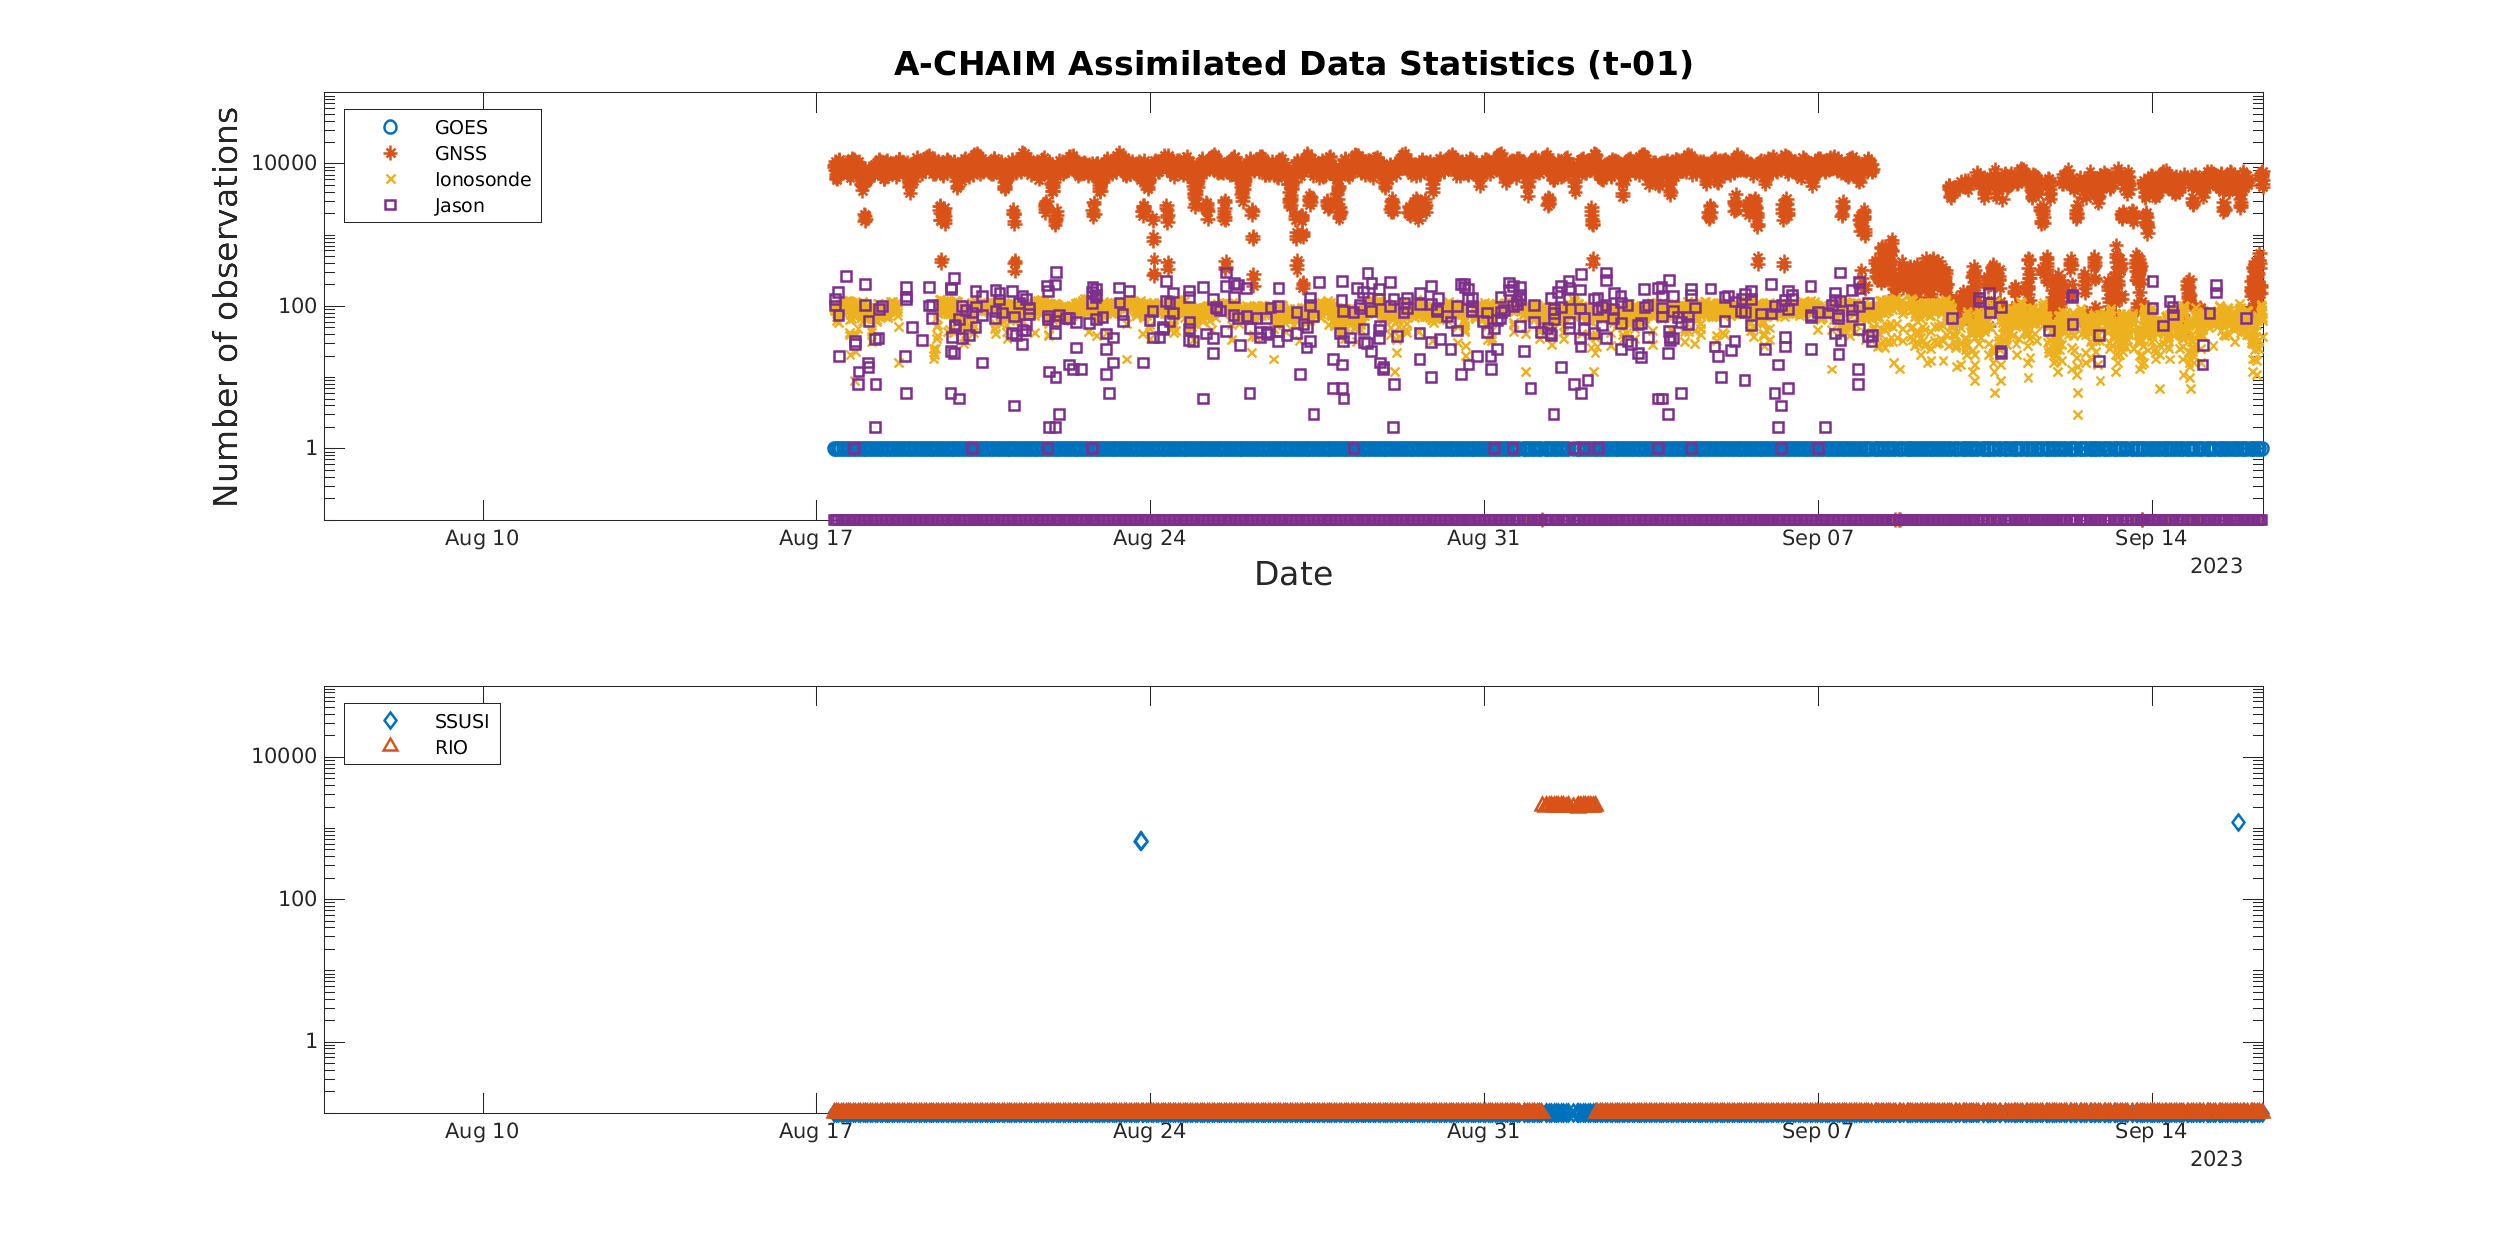 A-CHAIM Assimilated Data Statistics (t-01)
Number of observations
10000
100
1
GOES
GNSS
Ionosonde
Jason
Aug 10
Aug 17
Aug 24
Aug 31
Sep 07
Sep 14
2023
Date
10000
100
1
SSUSI
RIO
Aug 10
Aug 17
Aug 24
Aug 31
Sep 07
Sep 14
2023